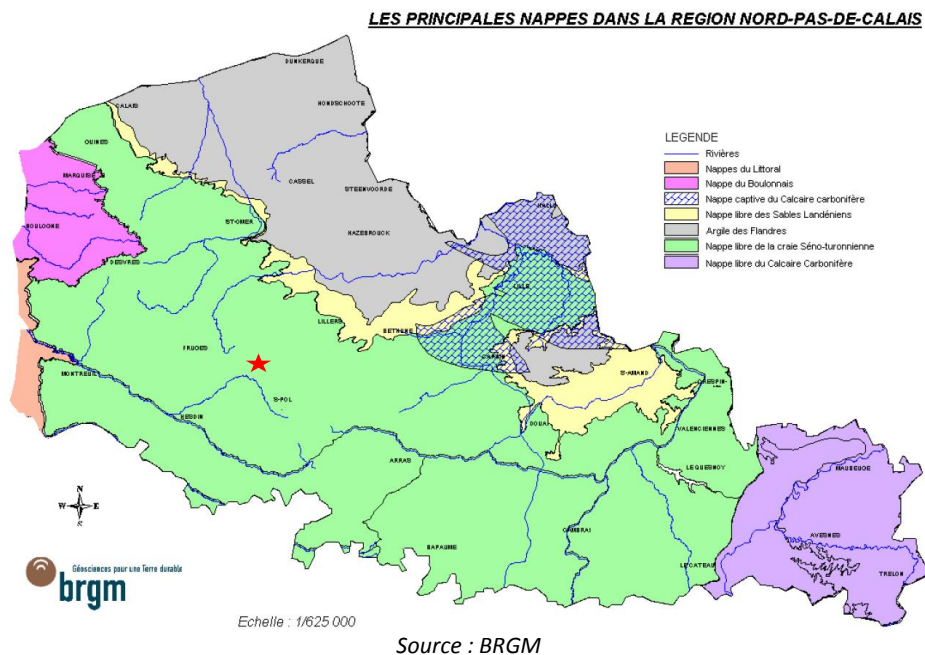 LES PRINCIPALES NAPPES DANS LA REGION NORD-PAS-DE-CALAIS
DUNKERQUE
CALAIS
HONDSCHOOTE
GUINES
MARQUISE
CASSEL
STEENVOORDE
BOULOGNE
ST-OMER
HAZEBROUCK
DESVRES
LILLE
LILLERS
BETHUNE
FRUGES
CARVIN
MONTREUIL
S-POL
S-AMAND
CRESPIN-
HESDIN
DOUAI
VALENCIENNES
ARRAS
LE QUESNOY
MAUBEUGE
CAMBRAI
BAPAUME
AVESNES
LE CATEAU
TRELON
LEGENDE
Rivières
Nappes du Littoral
Nappe du Boulonnais
Nappe captive du Calcaire carbonifère
Nappe libre des Sables Landéniens
Argile des Flandres
Nappe libre de la craie Séno-turonnienne
Nappe libre du Calcaire Carbonifère
N
W E
S
Géosciences pour une Terre durable
brgm
Echelle : 1/625 000
Source : BRGM